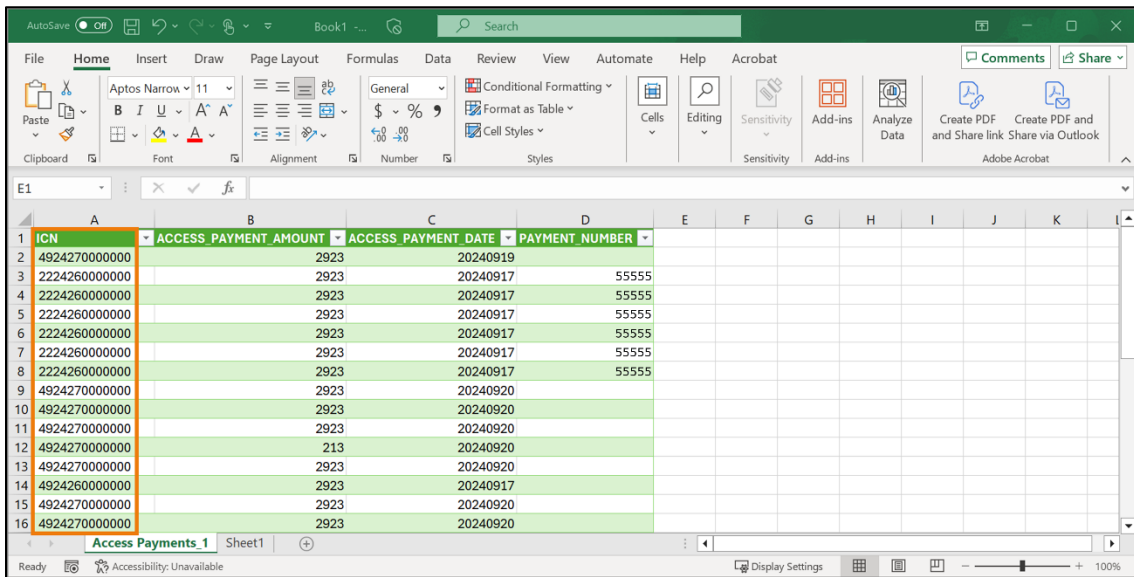 AutoSave Off Book1 -... Search
File Home Insert Draw Page Layout Formulas Data Review View Automate Help Acrobat Comments Share
Paste
Clipboard
Aptos Narrow 11 A^ A˅
B I U A
Font
ab
Alignment
General
$ % 9
.00 .00
Number
Conditional Formatting
Format as Table
Cell Styles
Styles
Cells
Editing
Sensitivity
Sensitivity
Add-ins
Add-ins
Analyze
Data
Create PDF
and Share link
Create PDF and
Share via Outlook
Adobe Acrobat
E1 fx
A B C D E F G H I J K L
1 ICN ACCESS_PAYMENT_AMOUNT ACCESS_PAYMENT_DATE PAYMENT_NUMBER
2 4924270000000 2923 20240919
3 2224260000000 2923 20240917 55555
4 2224260000000 2923 20240917 55555
5 2224260000000 2923 20240917 55555
6 2224260000000 2923 20240917 55555
7 2224260000000 2923 20240917 55555
8 2224260000000 2923 20240917 55555
9 4924270000000 2923 20240920
10 4924270000000 2923 20240920
11 4924270000000 2923 20240920
12 4924270000000 213 20240920
13 4924270000000 2923 20240920
14 4924260000000 2923 20240917
15 4924270000000 2923 20240920
16 4924270000000 2923 20240920
Access Payments_1 Sheet1
Ready Accessibility: Unavailable Display Settings 100%